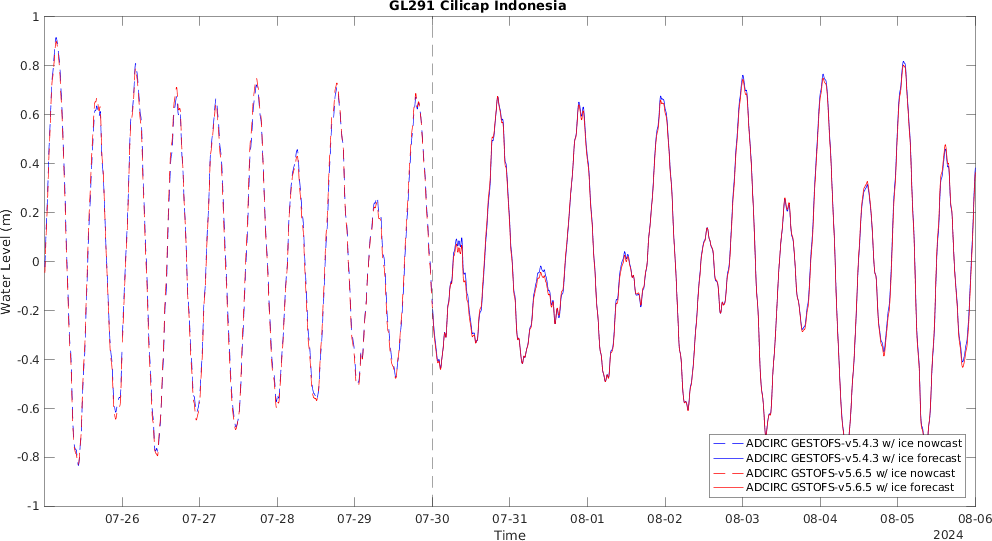 GL291 Cilicap Indonesia
1
0.8
0.6
0.4
0.2
0
-0.2
-0.4
-0.6
-0.8
-1
Water Level (m)
07-26 07-27 07-28 07-29 07-30 07-31 08-01 08-02 08-03 08-04 08-05 08-06
Time
2024
ADCIRC GESTOFS-v5.4.3 w/ ice nowcast
ADCIRC GESTOFS-v5.4.3 w/ ice forecast
ADCIRC GSTOFS-v5.6.5 w/ ice nowcast
ADCIRC GSTOFS-v5.6.5 w/ ice forecast